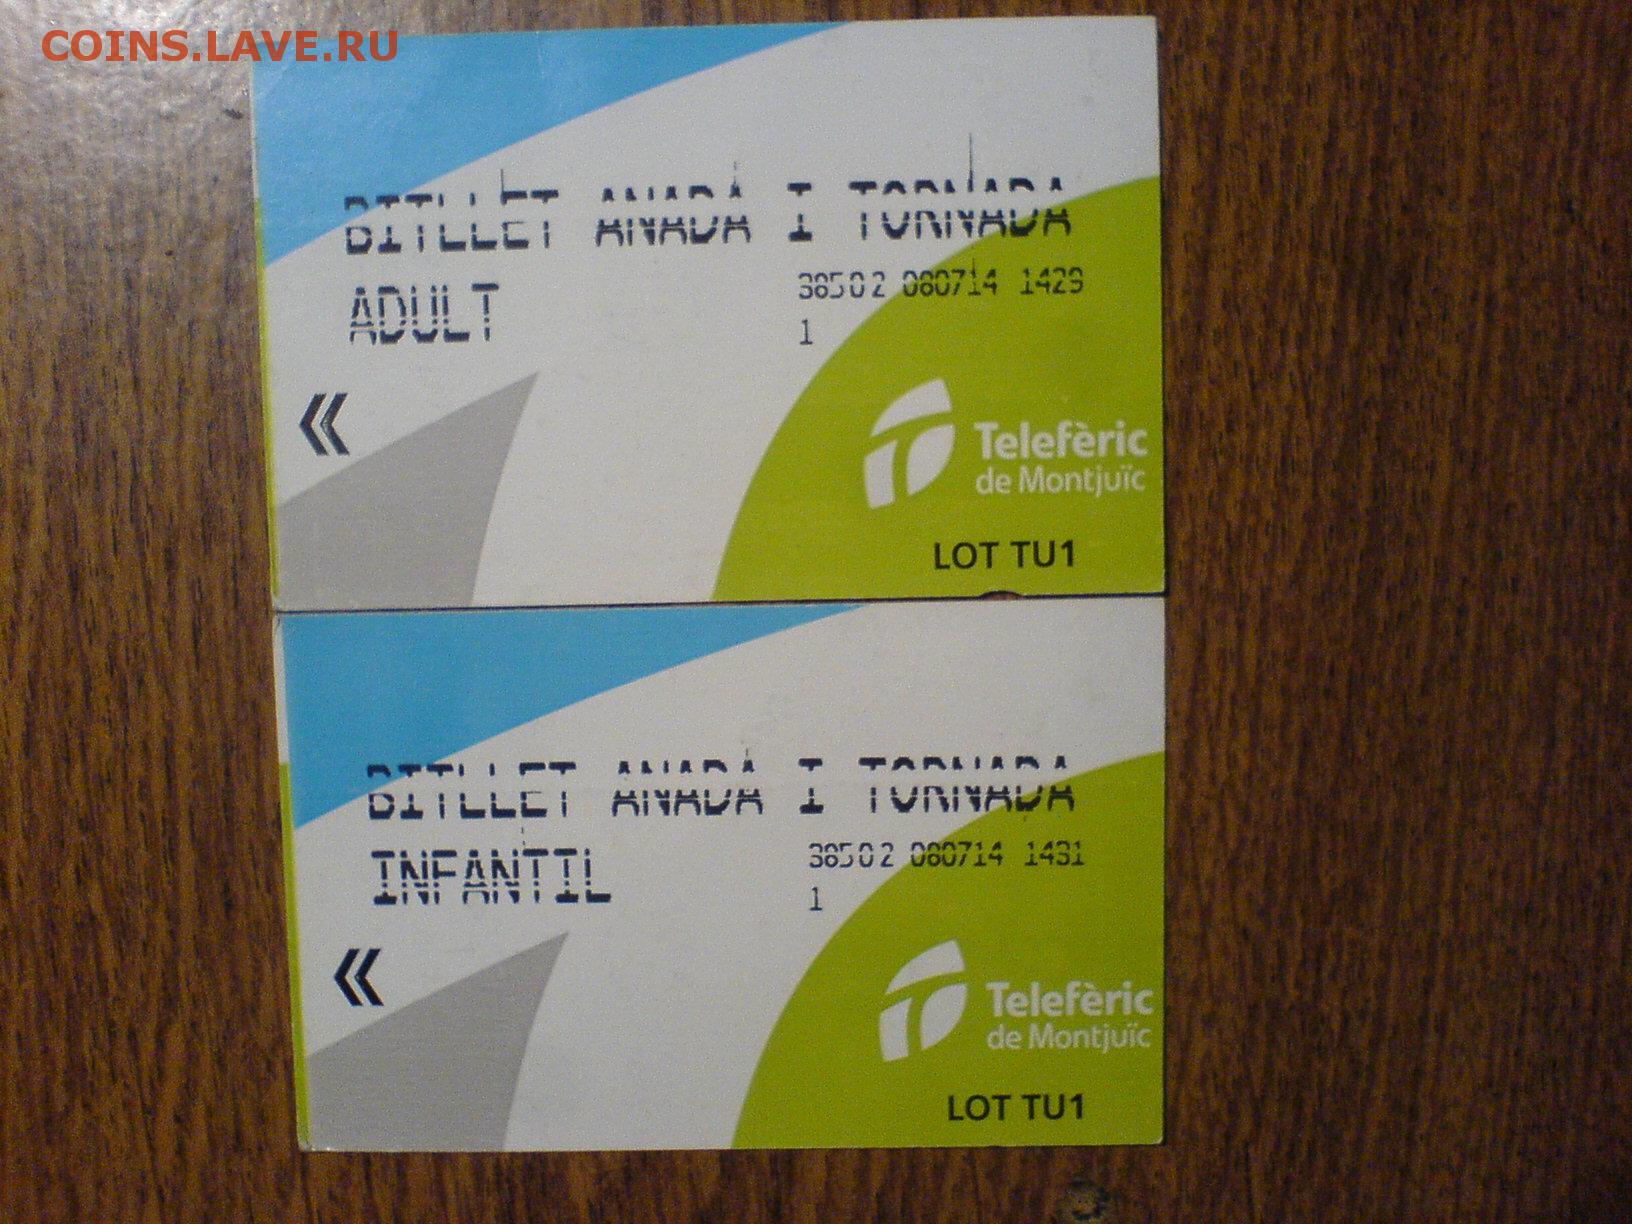 COINS.LAVE.RU
BITLLET ANADA I TORNADA
ADULT
38502 080714 1429
1
«
Telefèric
de Montjuïc
LOT TU1
BITLLET ANADA I TORNADA
INFANTIL
38502 080714 1431
1
«
Telefèric
de Montjuïc
LOT TU1